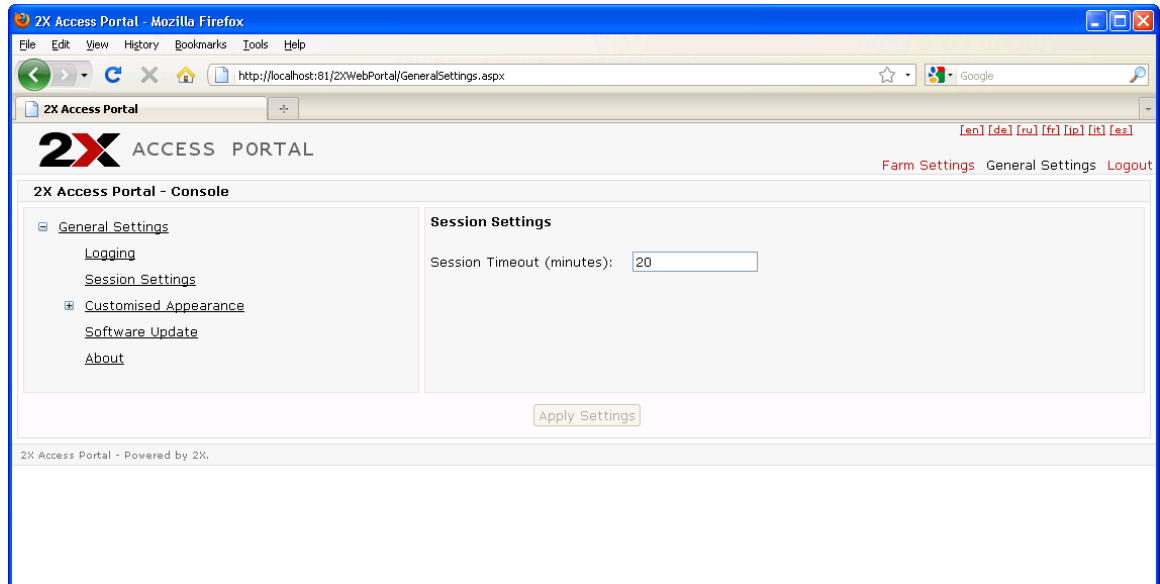 2X Access Portal - Mozilla Firefox
File Edit View History Bookmarks Tools Help
http://localhost:81/2XWebPortal/GeneralSettings.aspx
Google
2X Access Portal
[en] [de] [ru] [fr] [jp] [it] [es]
2X ACCESS PORTAL
Farm Settings General Settings Logout
2X Access Portal - Console
General Settings
Logging
Session Settings
Customised Appearance
Software Update
About
Session Settings
Session Timeout (minutes): 20
Apply Settings
2X Access Portal - Powered by 2X.